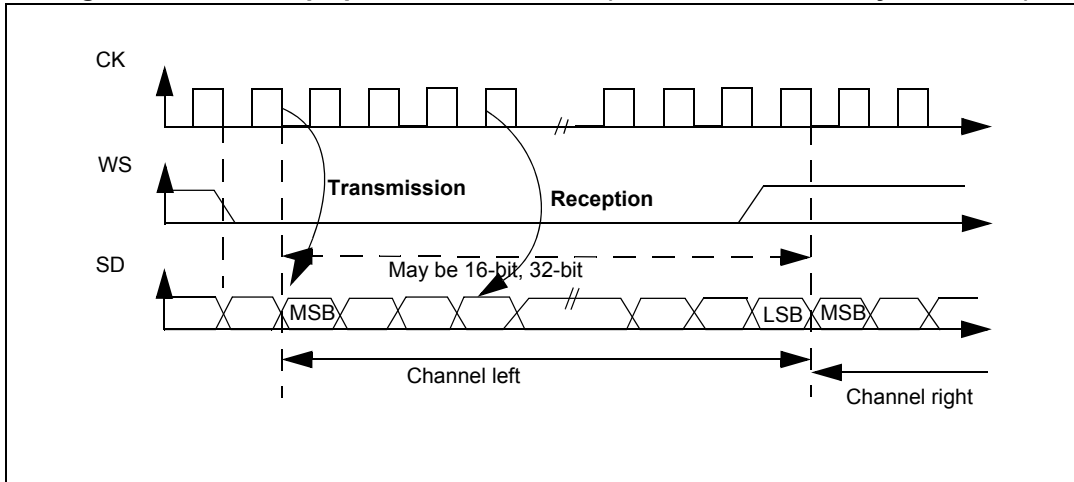 CK
WS
Transmission
Reception
SD
May be 16-bit, 32-bit
MSB
LSB
MSB
Channel left
Channel right